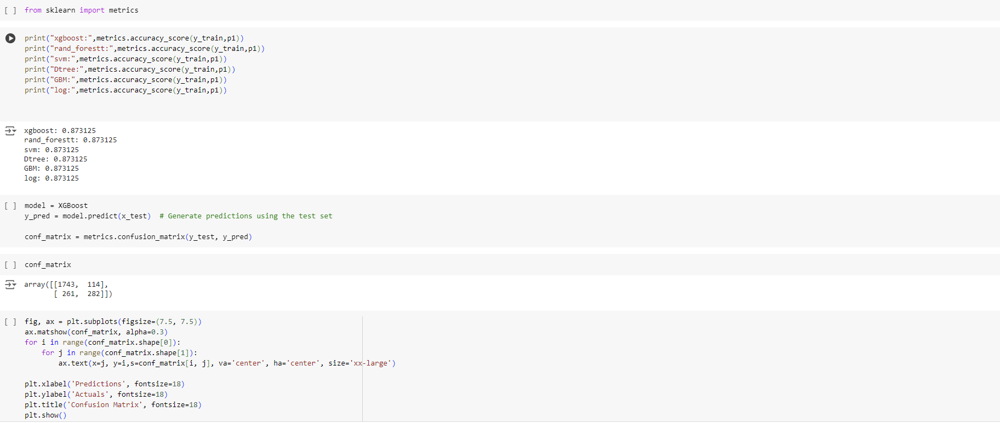 [ ] from sklearn import metrics
print("xgboost:",metrics.accuracy_score(y_train,p1))
print("rand_forestt:",metrics.accuracy_score(y_train,p1))
print("svm:",metrics.accuracy_score(y_train,p1))
print("Dtree:",metrics.accuracy_score(y_train,p1))
print("GBM:",metrics.accuracy_score(y_train,p1))
print("log:",metrics.accuracy_score(y_train,p1))
xgboost: 0.873125
rand_forestt: 0.873125
svm: 0.873125
Dtree: 0.873125
GBM: 0.873125
log: 0.873125
[ ] model = XGBoost
y_pred = model.predict(x_test)  # Generate predictions using the test set
conf_matrix = metrics.confusion_matrix(y_test, y_pred)
[ ] conf_matrix
array([[1743,  114],
       [ 261,  282]])
[ ] fig, ax = plt.subplots(figsize=(7.5, 7.5))
ax.matshow(conf_matrix, alpha=0.3)
for i in range(conf_matrix.shape[0]):
    for j in range(conf_matrix.shape[1]):
        ax.text(x=j, y=i,s=conf_matrix[i, j], va='center', ha='center', size='xx-large')
plt.xlabel('Predictions', fontsize=18)
plt.ylabel('Actuals', fontsize=18)
plt.title('Confusion Matrix', fontsize=18)
plt.show()